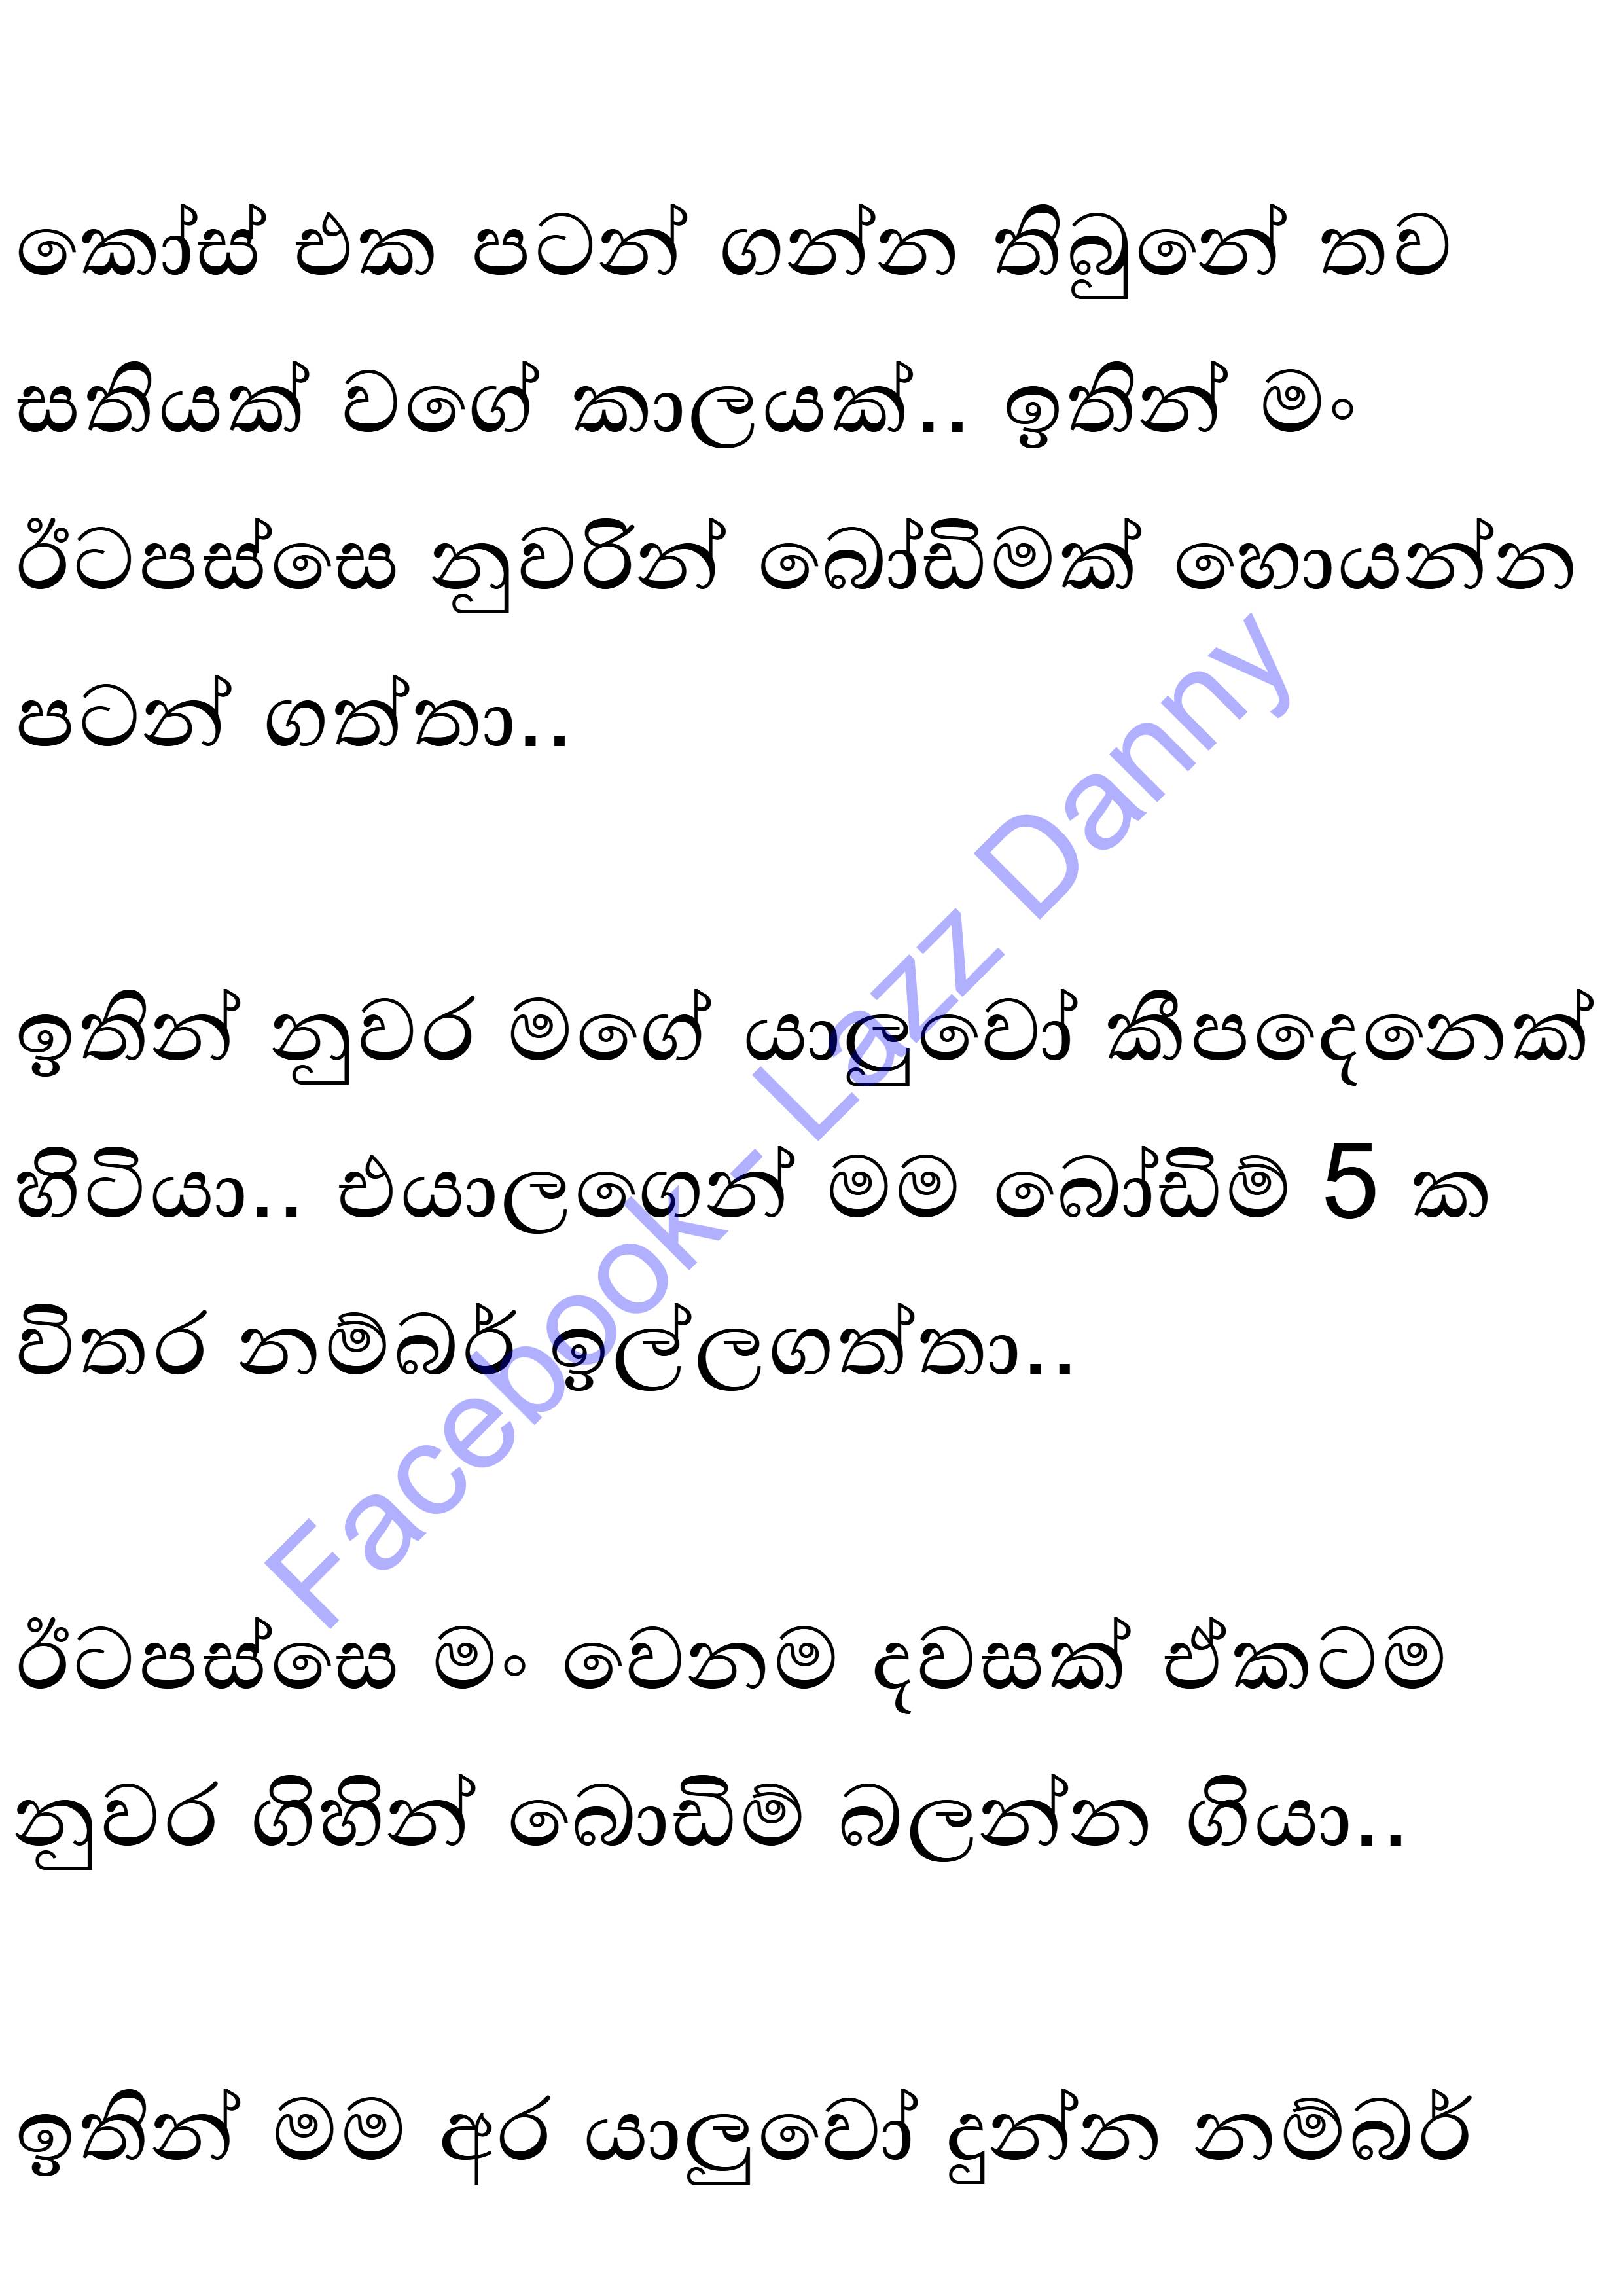 කෝස් එක පටන් ගන්න තිබුනේ තව
සතියක් වගේ කාලයක්.. ඉතින් මං
ඊටපස්සෙ නුවරින් බෝඩිමක් හොයන්න
පටන් ගත්තා..
ඉතින් නුවර මගේ යාලුවෝ කීපදෙනෙක්
හිටියා.. එයාලගෙන් මම බෝඩිම් 5 ක
විතර නම්බර් ඉල්ලගත්තා..
ඊටපස්සෙ මං වෙනම දවසක් ඒකටම
නුවර ගිහින් බොඩිම් බලන්න ගියා..
ඉතින් මම අර යාලුවෝ දුන්න නම්බර්
Facebook - Lazz Danny